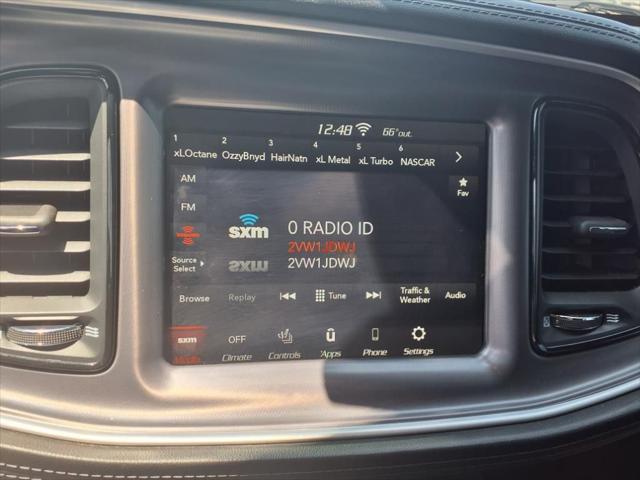 12:48 66°out.
1 2 3 4 5 6
xLOctane OzzyBnyd HairNatn xL Metal xL Turbo NASCAR
AM
Fav
FM
sxm
0 RADIO ID
2VW1JDWJ
2VW1JDWJ
Source
Select
Browse Replay Tune Traffic & Weather Audio
sxm OFF
Media Climate Controls Apps Phone Settings